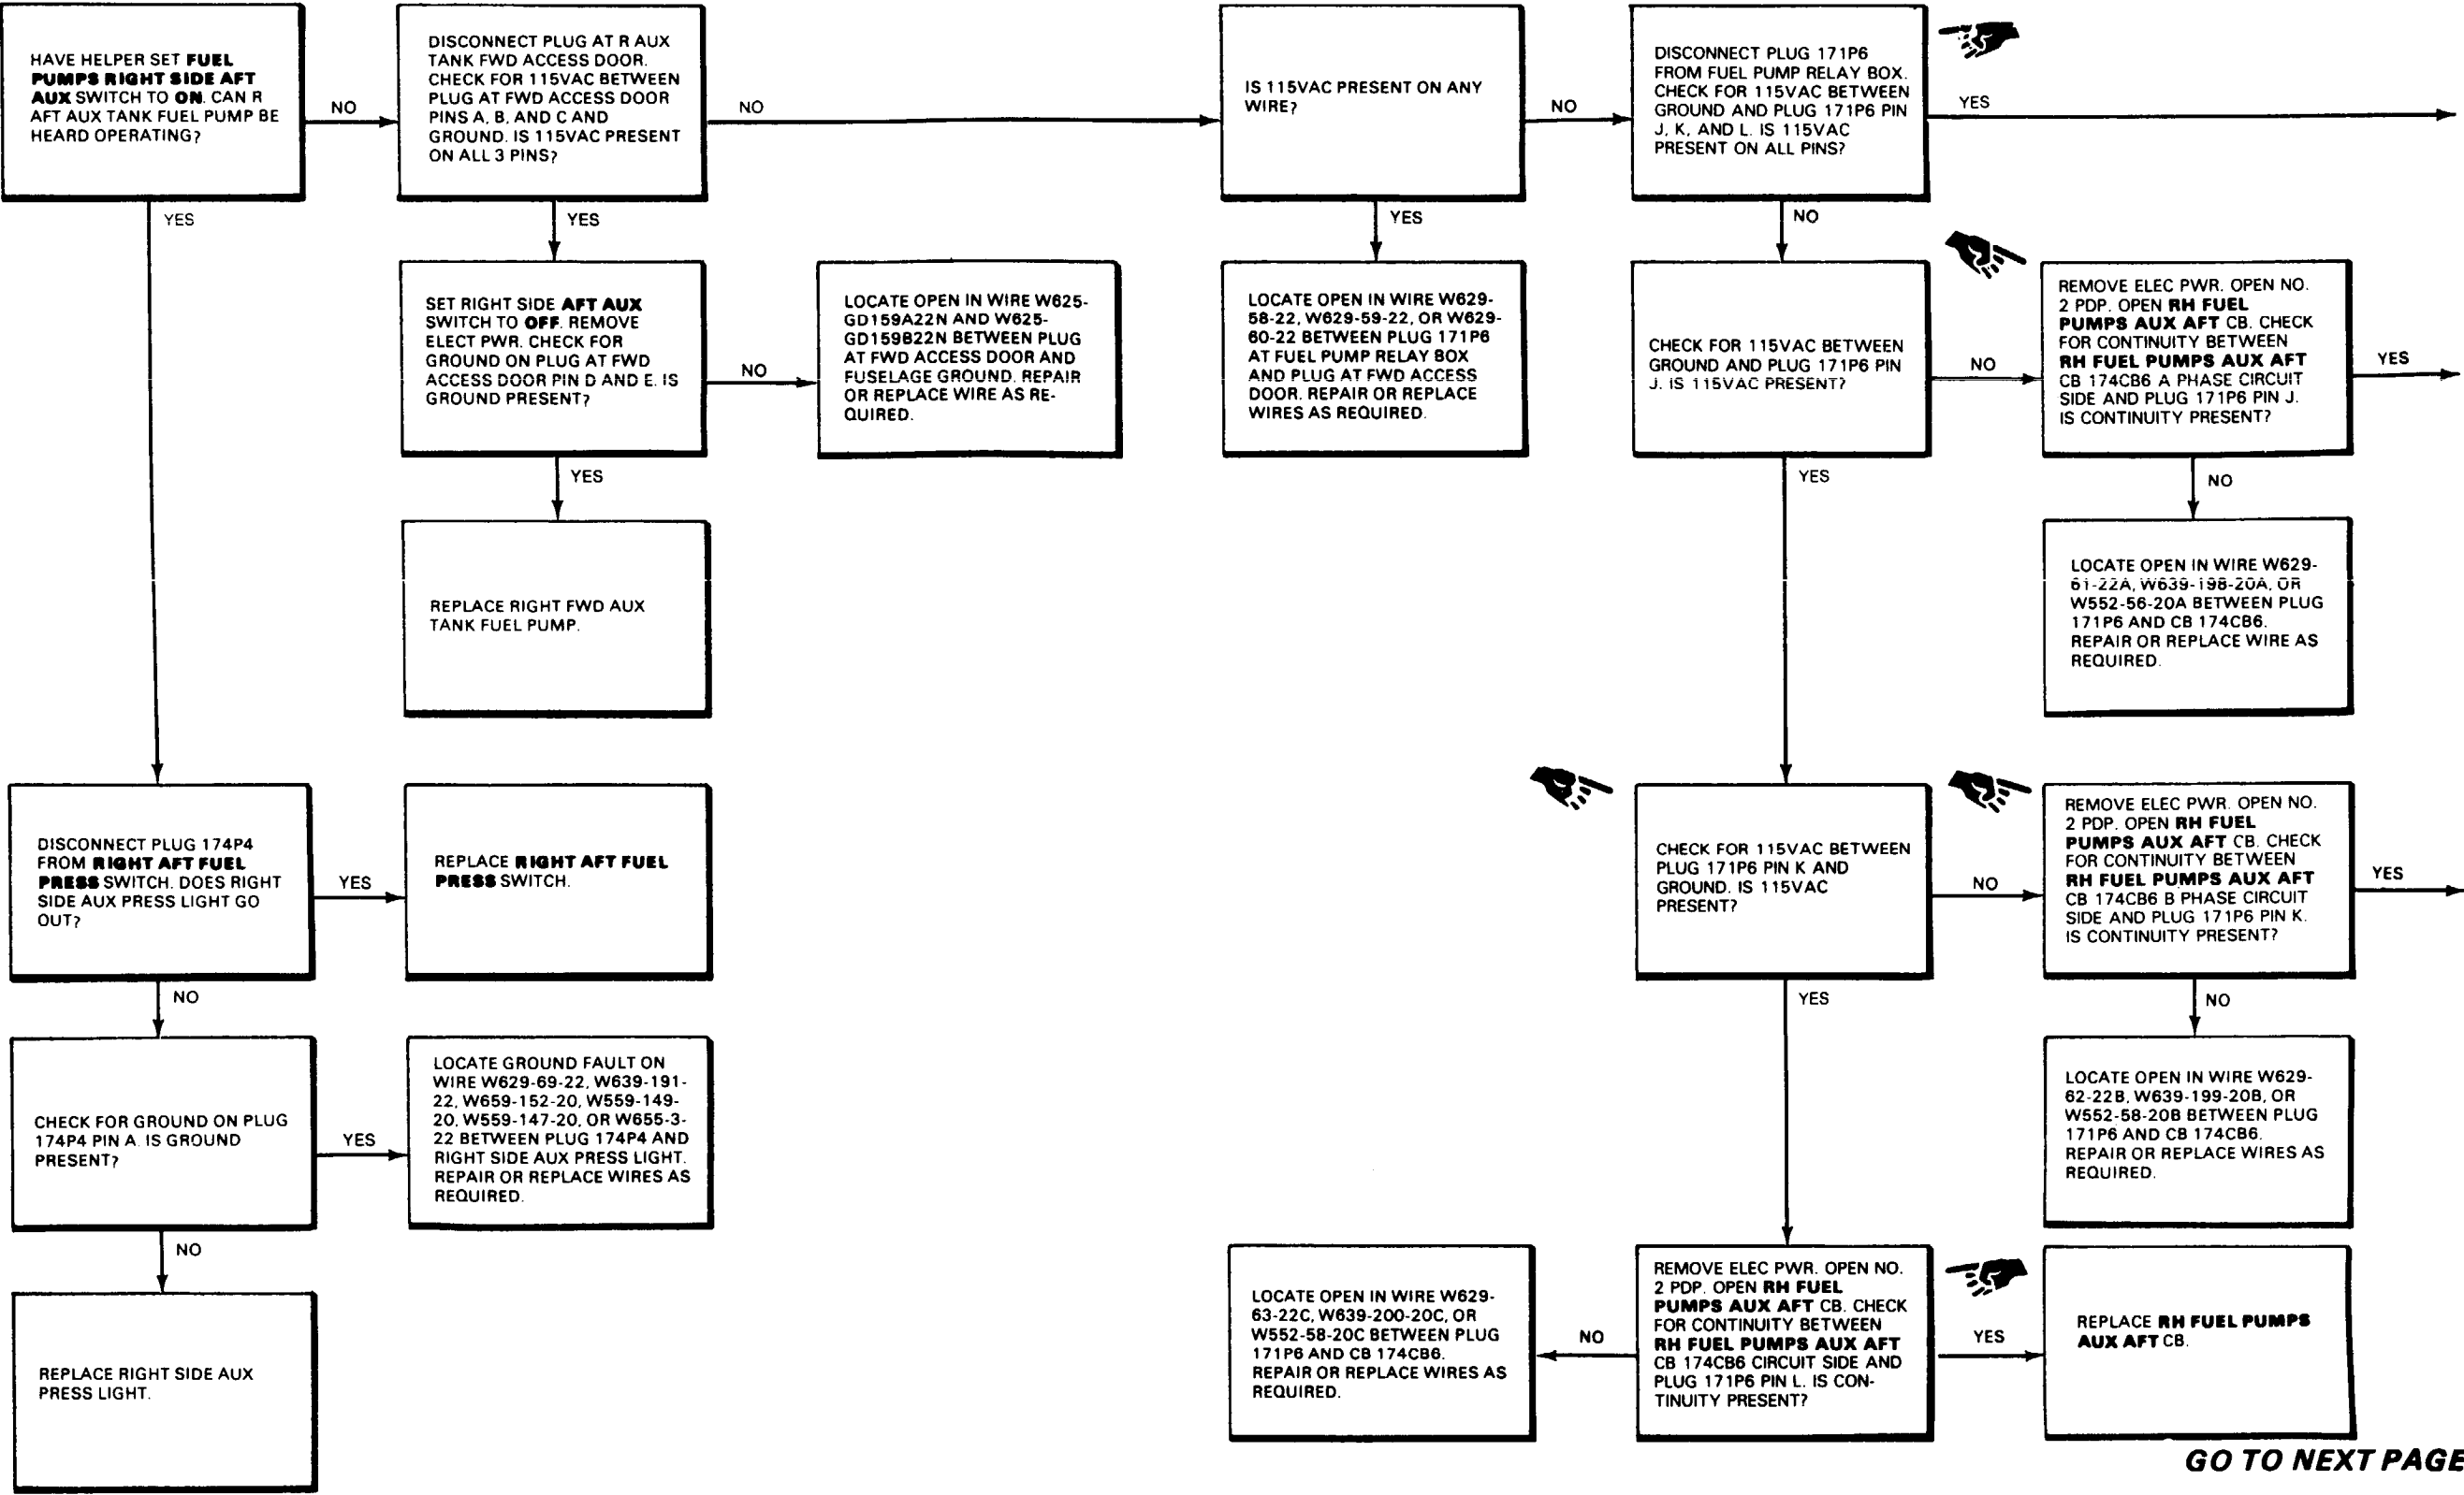 HAVE HELPER SET FUEL
PUMPS RIGHT SIDE AFT
AUX SWITCH TO ON. CAN R
AFT AUX TANK FUEL PUMP BE
HEARD OPERATING?
NO
YES
DISCONNECT PLUG AT R AUX
TANK FWD ACCESS DOOR.
CHECK FOR 115VAC BETWEEN
PLUG AT FWD ACCESS DOOR
PINS A, B, AND C AND
GROUND. IS 115VAC PRESENT
ON ALL 3 PINS?
NO
YES
IS 115VAC PRESENT ON ANY
WIRE?
NO
YES
DISCONNECT PLUG 171P6
FROM FUEL PUMP RELAY BOX.
CHECK FOR 115VAC BETWEEN
GROUND AND PLUG 171P6 PIN
J, K, AND L. IS 115VAC
PRESENT ON ALL PINS?
YES
NO
SET RIGHT SIDE AFT AUX
SWITCH TO OFF. REMOVE
ELECT PWR. CHECK FOR
GROUND ON PLUG AT FWD
ACCESS DOOR PIN D AND E. IS
GROUND PRESENT?
NO
YES
LOCATE OPEN IN WIRE W625-
GD159A22N AND W625-
GD159B22N BETWEEN PLUG
AT FWD ACCESS DOOR AND
FUSELAGE GROUND. REPAIR
OR REPLACE WIRE AS RE-
QUIRED.
LOCATE OPEN IN WIRE W629-
58-22, W629-59-22, OR W629-
60-22 BETWEEN PLUG 171P6
AT FUEL PUMP RELAY BOX
AND PLUG AT FWD ACCESS
DOOR. REPAIR OR REPLACE
WIRES AS REQUIRED.
CHECK FOR 115VAC BETWEEN
GROUND AND PLUG 171P6 PIN
J. IS 115VAC PRESENT?
NO
YES
REMOVE ELEC PWR. OPEN NO.
2 PDP. OPEN RH FUEL
PUMPS AUX AFT CB. CHECK
FOR CONTINUITY BETWEEN
RH FUEL PUMPS AUX AFT
CB 174CB6 A PHASE CIRCUIT
SIDE AND PLUG 171P6 PIN J.
IS CONTINUITY PRESENT?
YES
NO
REPLACE RIGHT FWD AUX
TANK FUEL PUMP.
LOCATE OPEN IN WIRE W629-
61-22A, W639-198-20A, OR
W552-56-20A BETWEEN PLUG
171P6 AND CB 174CB6.
REPAIR OR REPLACE WIRE AS
REQUIRED.
DISCONNECT PLUG 174P4
FROM RIGHT AFT FUEL
PRESS SWITCH. DOES RIGHT
SIDE AUX PRESS LIGHT GO
OUT?
YES
NO
REPLACE RIGHT AFT FUEL
PRESS SWITCH.
CHECK FOR 115VAC BETWEEN
PLUG 171P6 PIN K AND
GROUND. IS 115VAC
PRESENT?
NO
YES
REMOVE ELEC PWR. OPEN NO.
2 PDP. OPEN RH FUEL
PUMPS AUX AFT CB. CHECK
FOR CONTINUITY BETWEEN
RH FUEL PUMPS AUX AFT
CB 174CB6 B PHASE CIRCUIT
SIDE AND PLUG 171P6 PIN K.
IS CONTINUITY PRESENT?
YES
NO
CHECK FOR GROUND ON PLUG
174P4 PIN A. IS GROUND
PRESENT?
YES
NO
LOCATE GROUND FAULT ON
WIRE W629-69-22, W639-191-
22, W659-152-20, W559-149-
20, W559-147-20, OR W655-3-
22 BETWEEN PLUG 174P4 AND
RIGHT SIDE AUX PRESS LIGHT.
REPAIR OR REPLACE WIRES AS
REQUIRED.
LOCATE OPEN IN WIRE W629-
62-22B, W639-199-20B, OR
W552-58-20B BETWEEN PLUG
171P6 AND CB 174CB6.
REPAIR OR REPLACE WIRES AS
REQUIRED.
REPLACE RIGHT SIDE AUX
PRESS LIGHT.
LOCATE OPEN IN WIRE W629-
63-22C, W639-200-20C, OR
W552-58-20C BETWEEN PLUG
171P6 AND CB 174CB6.
REPAIR OR REPLACE WIRES AS
REQUIRED.
NO
REMOVE ELEC PWR. OPEN NO.
2 PDP. OPEN RH FUEL
PUMPS AUX AFT CB. CHECK
FOR CONTINUITY BETWEEN
RH FUEL PUMPS AUX AFT
CB 174CB6 CIRCUIT SIDE AND
PLUG 171P6 PIN L. IS CON-
TINUITY PRESENT?
YES
REPLACE RH FUEL PUMPS
AUX AFT CB.
GO TO NEXT PAGE